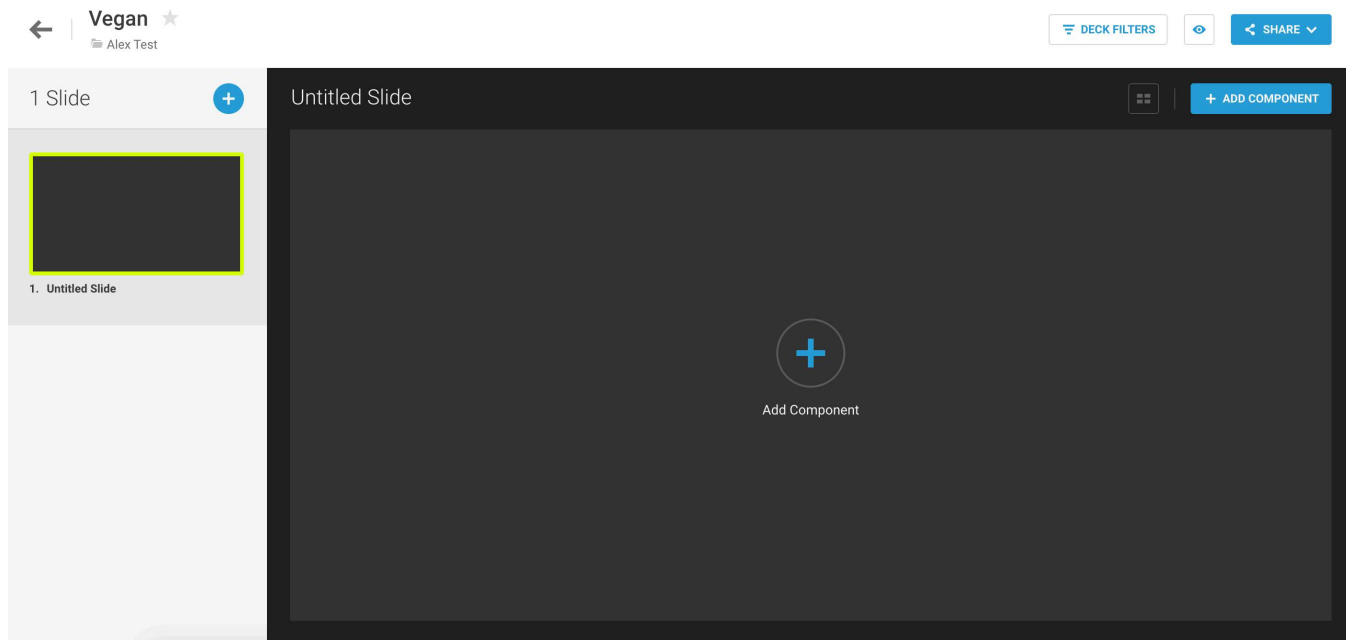 Vegan
Alex Test
DECK FILTERS
SHARE
1 Slide
Untitled Slide
ADD COMPONENT
1. Untitled Slide
Add Component